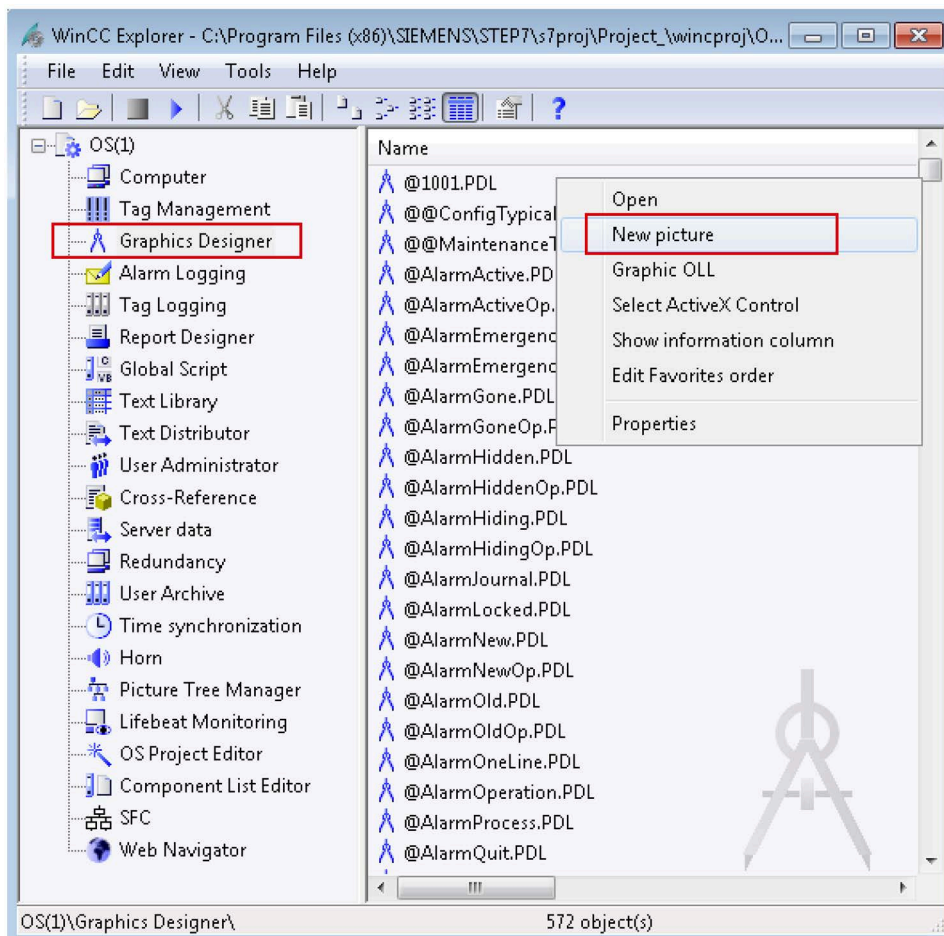 WinCC Explorer - C:\Program Files (x86)\SIEMENS\STEP7\s7proj\Project_\wincproj\O...
File Edit View Tools Help
OS(1)
Computer
Tag Management
Graphics Designer
Alarm Logging
Tag Logging
Report Designer
Global Script
Text Library
Text Distributor
User Administrator
Cross-Reference
Server data
Redundancy
User Archive
Time synchronization
Horn
Picture Tree Manager
Lifebeat Monitoring
OS Project Editor
Component List Editor
SFC
Web Navigator
Name
@1001.PDL
@@ConfigTypical
@@MaintenanceT
@AlarmActive.PD
@AlarmActiveOp.
@AlarmEmergenc
@AlarmEmergenc
@AlarmGone.PDL
@AlarmGoneOp.P
@AlarmHidden.PDL
@AlarmHiddenOp.PDL
@AlarmHiding.PDL
@AlarmHidingOp.PDL
@AlarmJournal.PDL
@AlarmLocked.PDL
@AlarmNew.PDL
@AlarmNewOp.PDL
@AlarmOld.PDL
@AlarmOldOp.PDL
@AlarmOneLine.PDL
@AlarmOperation.PDL
@AlarmProcess.PDL
@AlarmQuit.PDL
Open
New picture
Graphic OLL
Select ActiveX Control
Show information column
Edit Favorites order
Properties
OS(1)\Graphics Designer\
572 object(s)